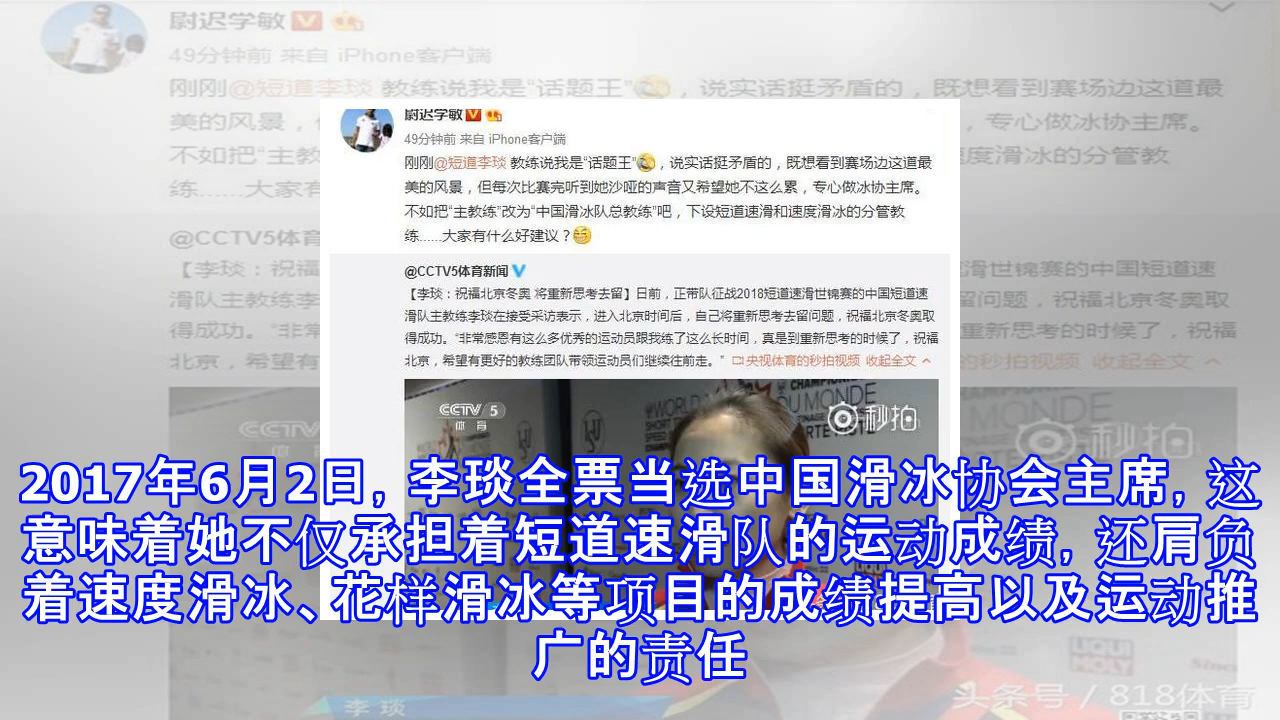 尉迟学敏
49分钟前 来自 iPhone客户端
刚刚@短道李琰 教练说我是“话题王”，说实话挺矛盾的，既想看到赛场边这道最
美的风景，但每次比赛完听到她沙哑的声音又希望她不这么累，专心做冰协主席。
不如把“主教练”改为“中国滑冰队总教练”吧，下设短道速滑和速度滑冰的分管教
练......大家有什么好建议？
@CCTV5体育新闻
【李琰：祝福北京冬奥 将重新思考去留】日前，正带队征战2018短道速滑世锦赛的中国短道速
滑队主教练李琰在接受采访表示，进入北京时间后，自己将重新思考去留问题，祝福北京冬奥取
得成功。“非常感恩有这么多优秀的运动员跟我练了这么长时间，真是到重新思考的时候了，祝福
北京，希望有更好的教练团队带领运动员们继续往前走。” 央视体育的秒拍视频 收起全文
CCTV 5
体育
秒拍
2017年6月2日, 李琰全票当选中国滑冰协会主席, 这
意味着她不仅承担着短道速滑队的运动成绩, 还肩负
着速度滑冰、花样滑冰等项目的成绩提高以及运动推
广的责任
LIQUI
MOLY
李 琰
头条号 / 818体育